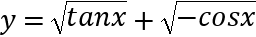 y = √tanx + √−cosx